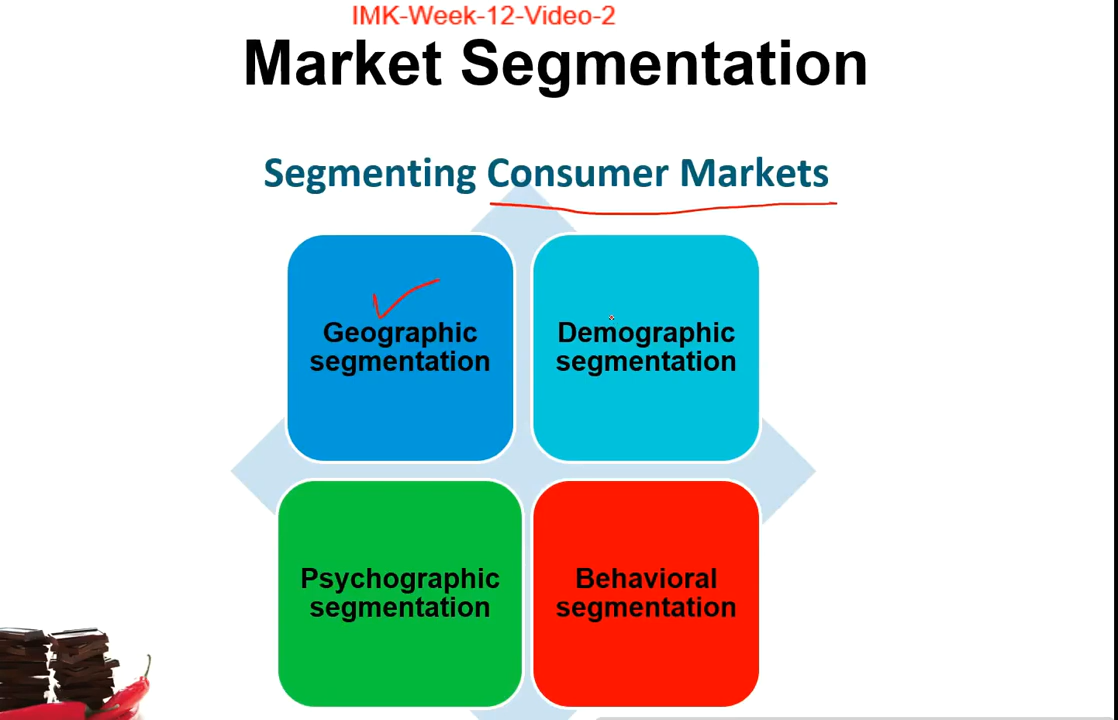 IMK-Week-12-Video-2
Market Segmentation
Segmenting Consumer Markets
Geographic
segmentation
Demographic
segmentation
Psychographic
segmentation
Behavioral
segmentation